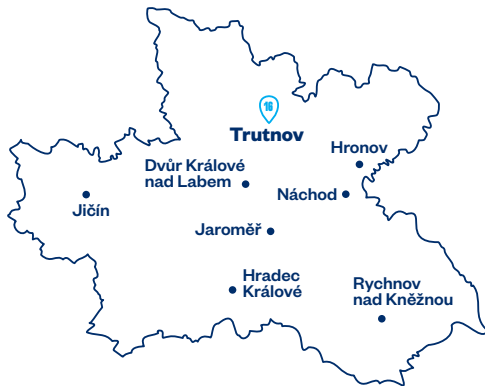 16
Trutnov
Hronov
Dvůr Králové
nad Labem
Náchod
Jičín
Jaroměř
Hradec
Králové
Rychnov
nad Kněžnou